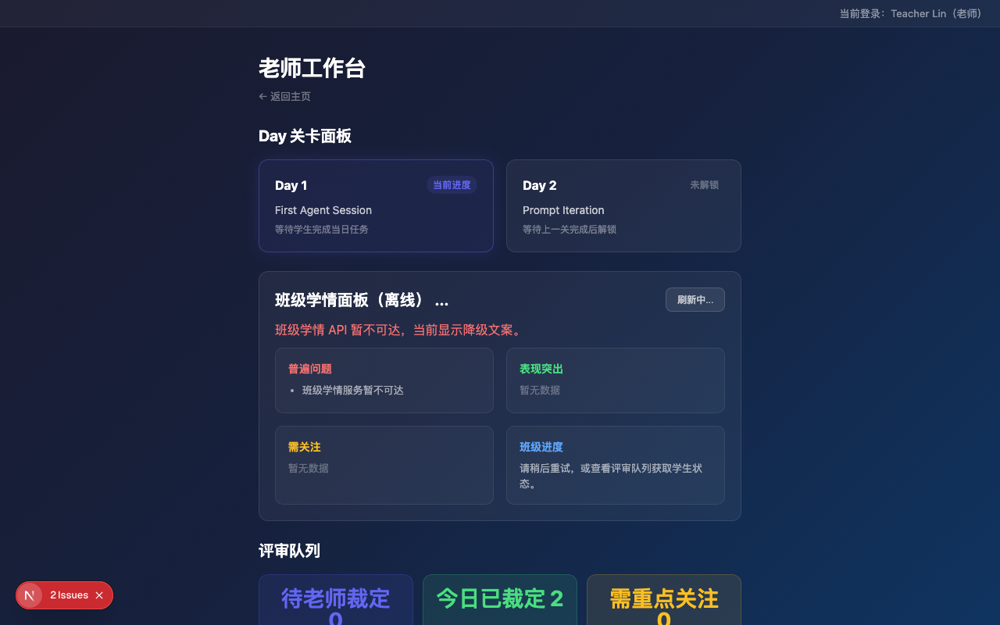 当前登录：Teacher Lin（老师）
老师工作台
← 返回主页
Day 关卡面板
Day 1
当前进度
First Agent Session
等待学生完成当日任务
Day 2
未解锁
Prompt Iteration
等待上一关完成后解锁
班级学情面板（离线） ...
刷新中...
班级学情 API 暂不可达，当前显示降级文案。
普遍问题
• 班级学情服务暂不可达
表现突出
暂无数据
需关注
暂无数据
班级进度
请稍后重试，或查看评审队列获取学生状
态。
评审队列
待老师裁定
0
今日已裁定 2
需重点关注
0
N 2 Issues ×